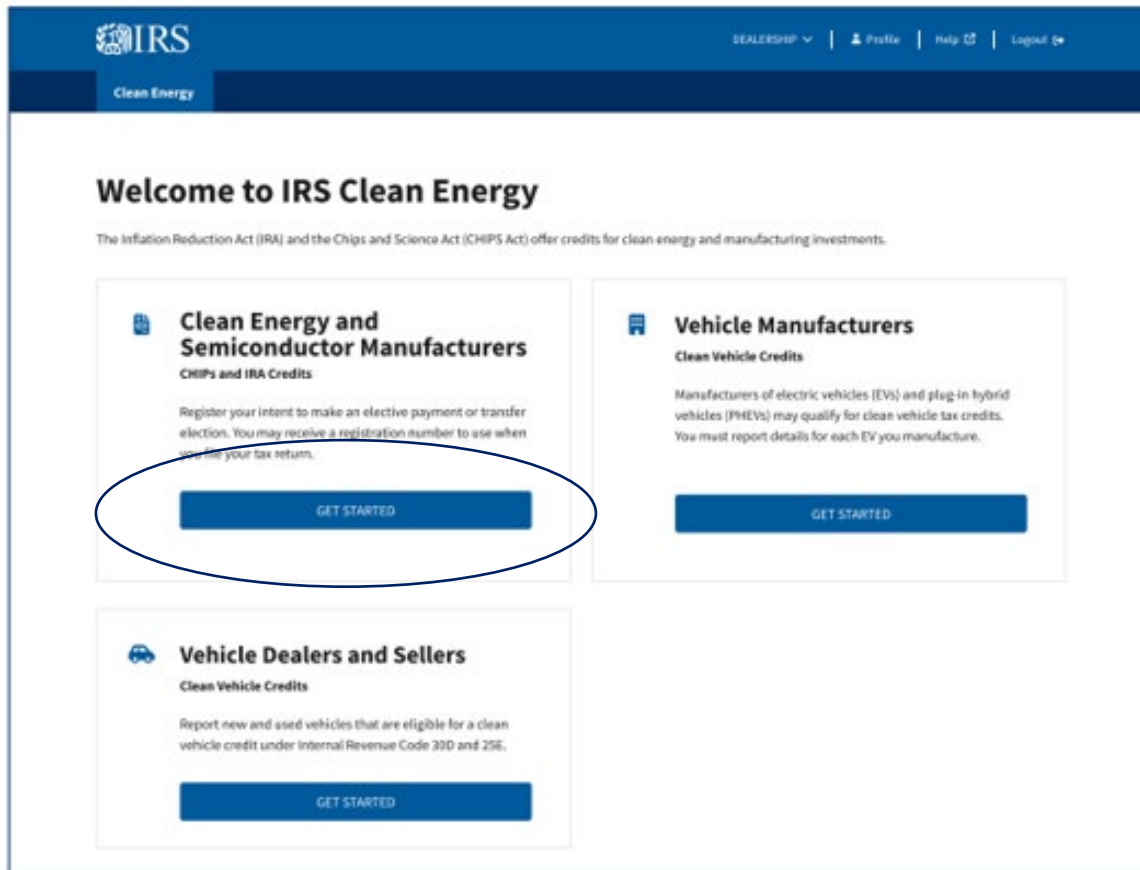 IRS
DEALERSHIP
Profile
Help
Logout
Clean Energy
Welcome to IRS Clean Energy
The Inflation Reduction Act (IRA) and the Chips and Science Act (CHIPS Act) offer credits for clean energy and manufacturing investments.
Clean Energy and
Semiconductor Manufacturers
CHIPs and IRA Credits
Register your intent to make an elective payment or transfer
election. You may receive a registration number to use when
you file your tax return.
GET STARTED
Vehicle Manufacturers
Clean Vehicle Credits
Manufacturers of electric vehicles (EVs) and plug-in hybrid
vehicles (PHEVs) may qualify for clean vehicle tax credits.
You must report details for each EV you manufacture.
GET STARTED
Vehicle Dealers and Sellers
Clean Vehicle Credits
Report new and used vehicles that are eligible for a clean
vehicle credit under Internal Revenue Code 30D and 25E.
GET STARTED